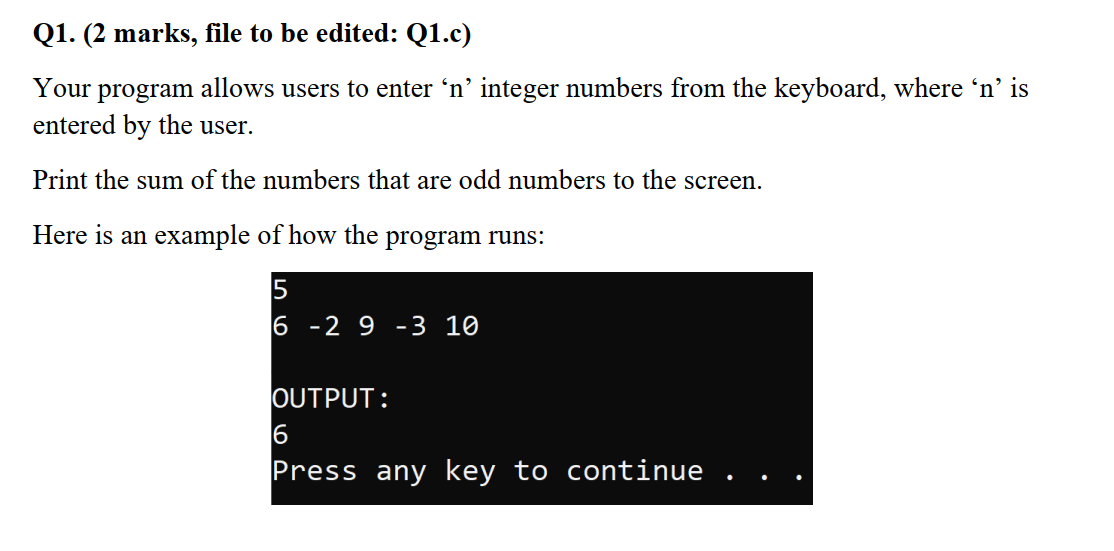 Q1. (2 marks, file to be edited: Q1.c)
Your program allows users to enter ‘n’ integer numbers from the keyboard, where ‘n’ is
entered by the user.
Print the sum of the numbers that are odd numbers to the screen.
Here is an example of how the program runs:
5
6 -2 9 -3 10
OUTPUT:
6
Press any key to continue . . .